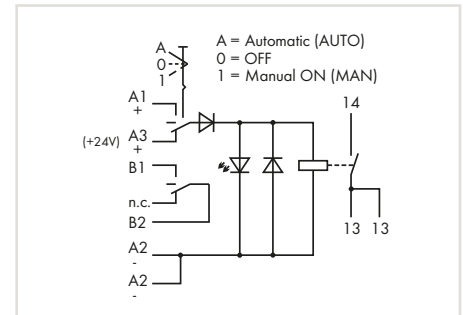 A
0
1
A = Automatic (AUTO)
0 = OFF
1 = Manual ON (MAN)
A1
+
(+24V) A3
+
B1
n.c.
B2
A2
-
A2
-
14
13 13